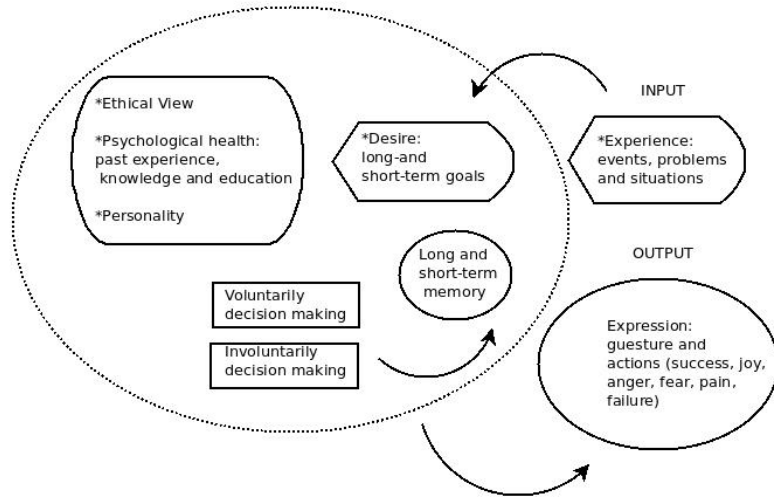 *Ethical View
*Psychological health:
past experience,
knowledge and education
*Personality
*Desire:
long-and
short-term goals
INPUT
*Experience:
events, problems
and situations
Long and
short-term
memory
Voluntarily
decision making
Involuntarily
decision making
OUTPUT
Expression:
guesture and
actions (success, joy,
anger, fear, pain,
failure)